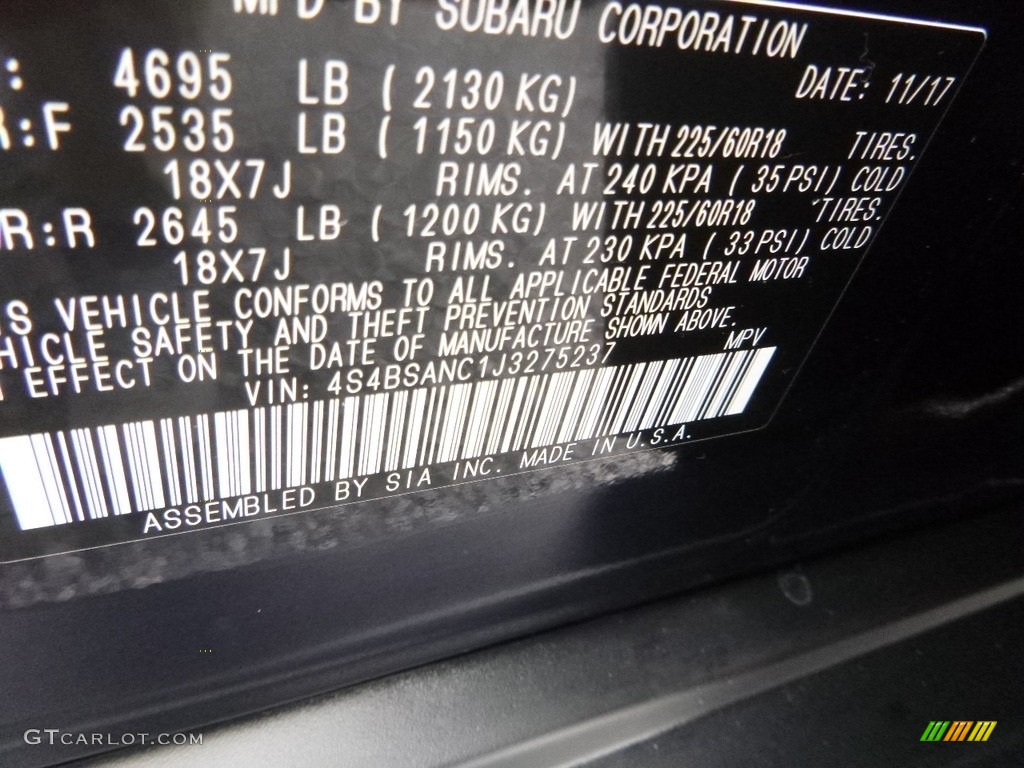 MFD BY SUBARU CORPORATION
DATE: 11/17
: 4695 LB ( 2130 KG)
R:F 2535 LB ( 1150 KG) WITH 225/60R18 TIRES.
18X7J RIMS. AT 240 KPA ( 35 PSI) COLD
WR:R 2645 LB ( 1200 KG) WITH 225/60R18 TIRES.
18X7J RIMS. AT 230 KPA ( 33 PSI) COLD
IS VEHICLE CONFORMS TO ALL APPLICABLE FEDERAL MOTOR
HICLE SAFETY AND THEFT PREVENTION STANDARDS
EFFECT ON THE DATE OF MANUFACTURE SHOWN ABOVE.
VIN: 4S4BSANC1J3275237 MPV
ASSEMBLED BY SIA INC. MADE IN U.S.A.
GTCARLOT.COM